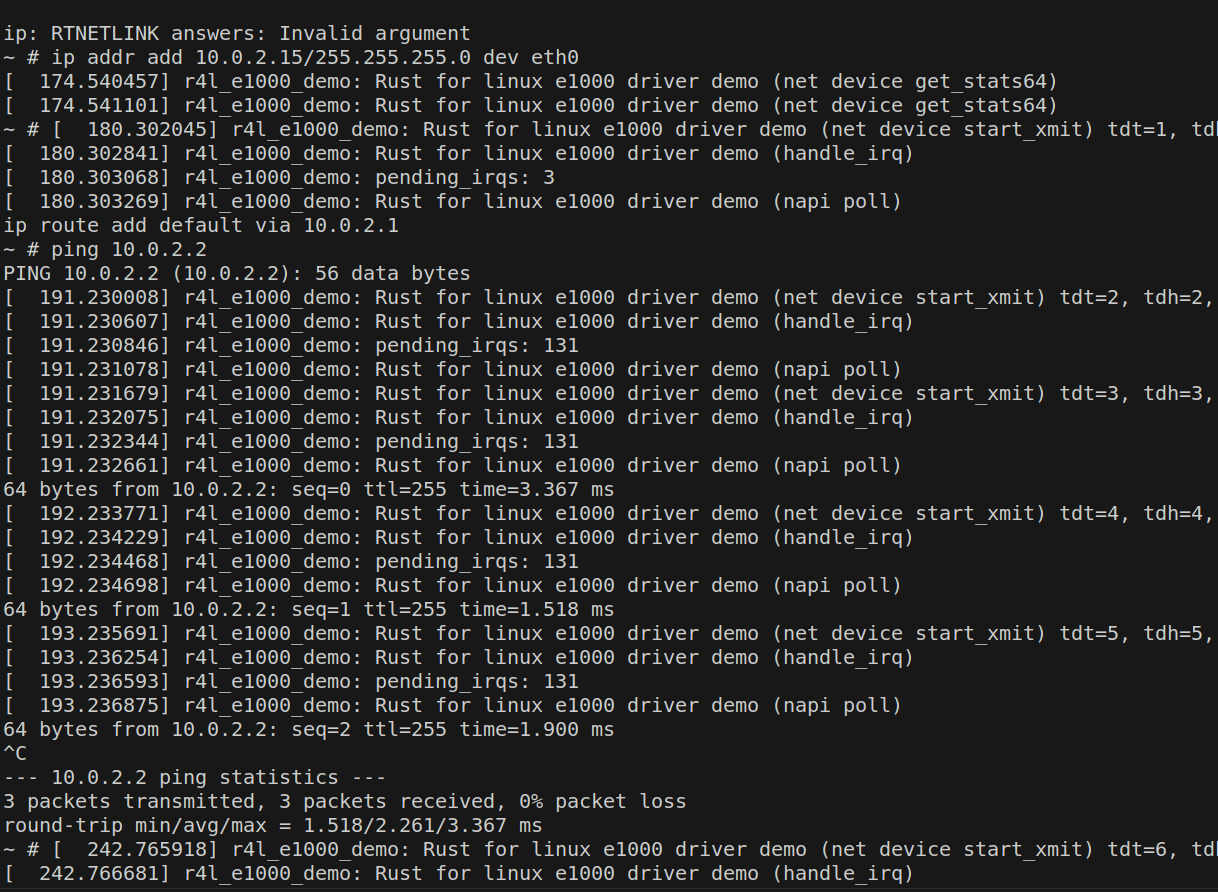 ip: RTNETLINK answers: Invalid argument
~ # ip addr add 10.0.2.15/255.255.255.0 dev eth0
[  174.540457] r4l_e1000_demo: Rust for linux e1000 driver demo (net device get_stats64)
[  174.541101] r4l_e1000_demo: Rust for linux e1000 driver demo (net device get_stats64)
~ # [  180.302045] r4l_e1000_demo: Rust for linux e1000 driver demo (net device start_xmit) tdt=1, td
[  180.302841] r4l_e1000_demo: Rust for linux e1000 driver demo (handle_irq)
[  180.303068] r4l_e1000_demo: pending_irqs: 3
[  180.303269] r4l_e1000_demo: Rust for linux e1000 driver demo (napi poll)
ip route add default via 10.0.2.1
~ # ping 10.0.2.2
PING 10.0.2.2 (10.0.2.2): 56 data bytes
[  191.230008] r4l_e1000_demo: Rust for linux e1000 driver demo (net device start_xmit) tdt=2, tdh=2,
[  191.230607] r4l_e1000_demo: Rust for linux e1000 driver demo (handle_irq)
[  191.230846] r4l_e1000_demo: pending_irqs: 131
[  191.231078] r4l_e1000_demo: Rust for linux e1000 driver demo (napi poll)
[  191.231679] r4l_e1000_demo: Rust for linux e1000 driver demo (net device start_xmit) tdt=3, tdh=3,
[  191.232075] r4l_e1000_demo: Rust for linux e1000 driver demo (handle_irq)
[  191.232344] r4l_e1000_demo: pending_irqs: 131
[  191.232661] r4l_e1000_demo: Rust for linux e1000 driver demo (napi poll)
64 bytes from 10.0.2.2: seq=0 ttl=255 time=3.367 ms
[  192.233771] r4l_e1000_demo: Rust for linux e1000 driver demo (net device start_xmit) tdt=4, tdh=4,
[  192.234229] r4l_e1000_demo: Rust for linux e1000 driver demo (handle_irq)
[  192.234468] r4l_e1000_demo: pending_irqs: 131
[  192.234698] r4l_e1000_demo: Rust for linux e1000 driver demo (napi poll)
64 bytes from 10.0.2.2: seq=1 ttl=255 time=1.518 ms
[  193.235691] r4l_e1000_demo: Rust for linux e1000 driver demo (net device start_xmit) tdt=5, tdh=5,
[  193.236254] r4l_e1000_demo: Rust for linux e1000 driver demo (handle_irq)
[  193.236593] r4l_e1000_demo: pending_irqs: 131
[  193.236875] r4l_e1000_demo: Rust for linux e1000 driver demo (napi poll)
64 bytes from 10.0.2.2: seq=2 ttl=255 time=1.900 ms
^C
--- 10.0.2.2 ping statistics ---
3 packets transmitted, 3 packets received, 0% packet loss
round-trip min/avg/max = 1.518/2.261/3.367 ms
~ # [  242.765918] r4l_e1000_demo: Rust for linux e1000 driver demo (net device start_xmit) tdt=6, td
[  242.766681] r4l_e1000_demo: Rust for linux e1000 driver demo (handle_irq)